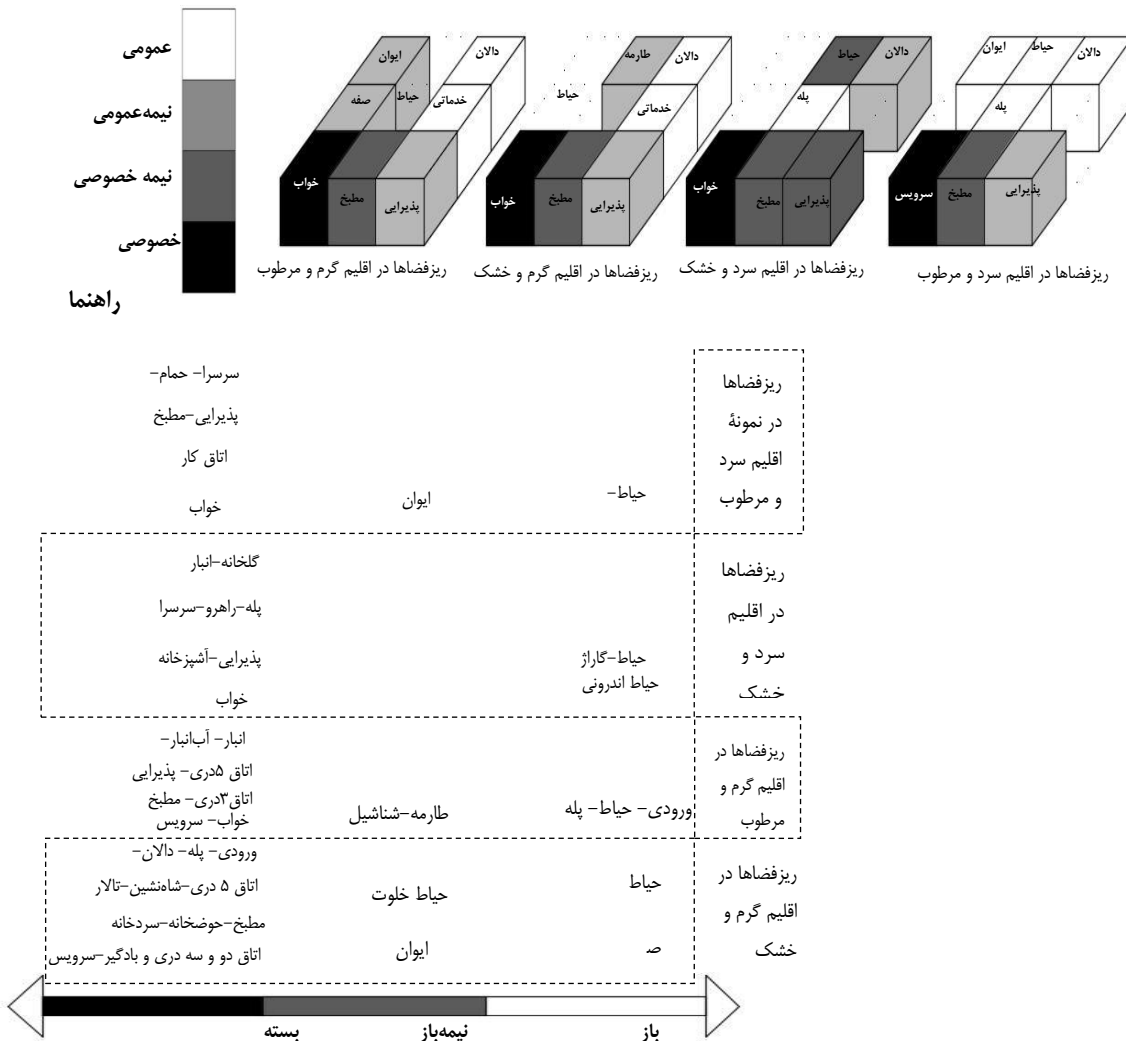 عمومی
نیمه‌عمومی
نیمه خصوصی
خصوصی
راهنما
ایوان
دالان
صفه
حیاط
خدماتی
خواب
مطبخ
پذیرایی
ریزفضاها در اقلیم گرم و مرطوب
طارمه
دالان
حیاط
خدماتی
خواب
مطبخ
پذیرایی
ریزفضاها در اقلیم گرم و خشک
حیاط
دالان
پله
خواب
مطبخ
پذیرایی
ریزفضاها در اقلیم سرد و خشک
ایوان
حیاط
دالان
پله
سرویس
مطبخ
پذیرایی
ریزفضاها در اقلیم سرد و مرطوب
ریزفضاها
در نمونۀ
اقلیم سرد
و مرطوب
حیاط-
ایوان
سرسرا- حمام-
پذیرایی-مطبخ
اتاق کار
خواب
ریزفضاها
در اقلیم
سرد و
خشک
حیاط-گاراژ
حیاط اندرونی
گلخانه-انبار
پله-راهرو-سرسرا
پذیرایی-آشپزخانه
خواب
ریزفضاها در
اقلیم گرم و
مرطوب
ورودی- حیاط- پله
طارمه-شناشیل
انبار- آب‌انبار-
اتاق ۵دری- پذیرایی
اتاق۳دری- مطبخ
خواب- سرویس
ریزفضاها در
اقلیم گرم و
خشک
حیاط
صـ
حیاط خلوت
ایوان
ورودی- پله- دالان-
اتاق ۵ دری-شاه‌نشین-تالار
مطبخ-حوضخانه-سردخانه
اتاق دو و سه دری و بادگیر-سرویس
باز
نیمه‌باز
بسته